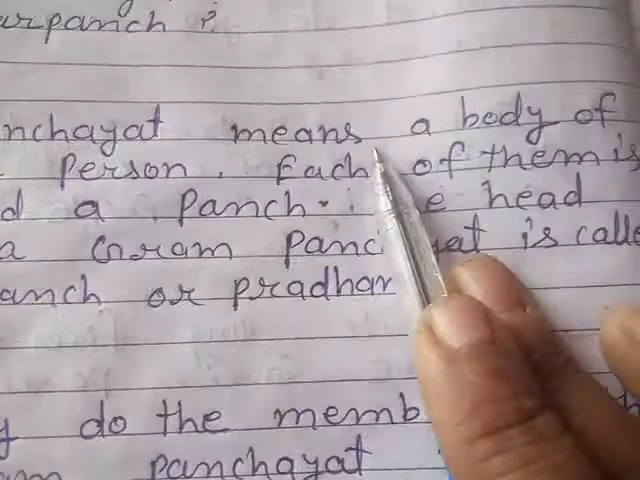 urpanch ?
nchayat means a body of
person. Each of them is
d a panch. e head
a Gram panc yat is calle
anch or pradhan
y do the memb
am panchayat